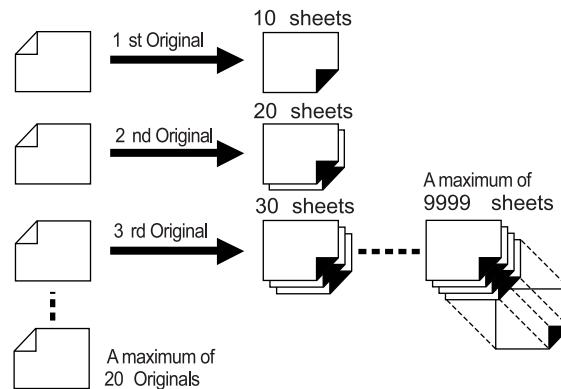 10 sheets
1 st Original
20 sheets
2 nd Original
A maximum of
9999 sheets
30 sheets
3 rd Original
A maximum of
20 Originals